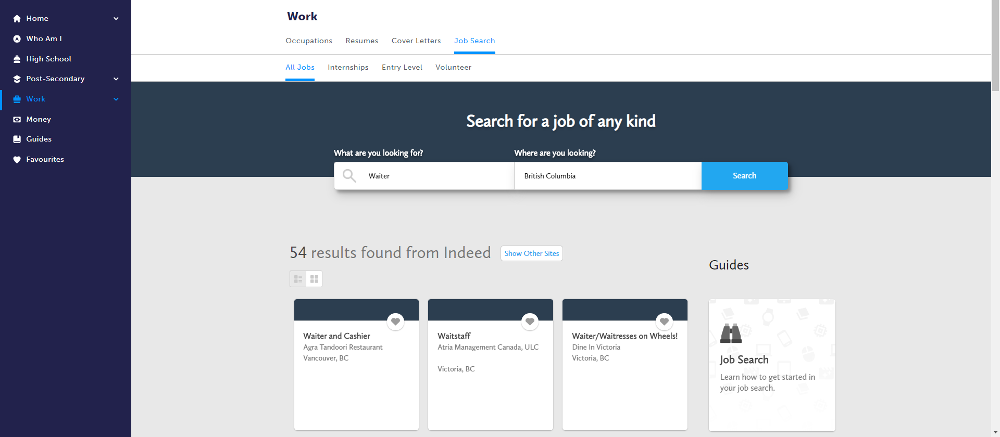 Home
Who Am I
High School
Post-Secondary
Work
Money
Guides
Favourites
Work
Occupations Resumes Cover Letters Job Search
All Jobs Internships Entry Level Volunteer
Search for a job of any kind
What are you looking for? Where are you looking?
Waiter British Columbia Search
54 results found from Indeed Show Other Sites
Waiter and Cashier
Agra Tandoori Restaurant
Vancouver, BC
Waitstaff
Atria Management Canada, ULC
Victoria, BC
Waiter/Waitresses on Wheels!
Dine In Victoria
Victoria, BC
Guides
Job Search
Learn how to get started in
your job search.